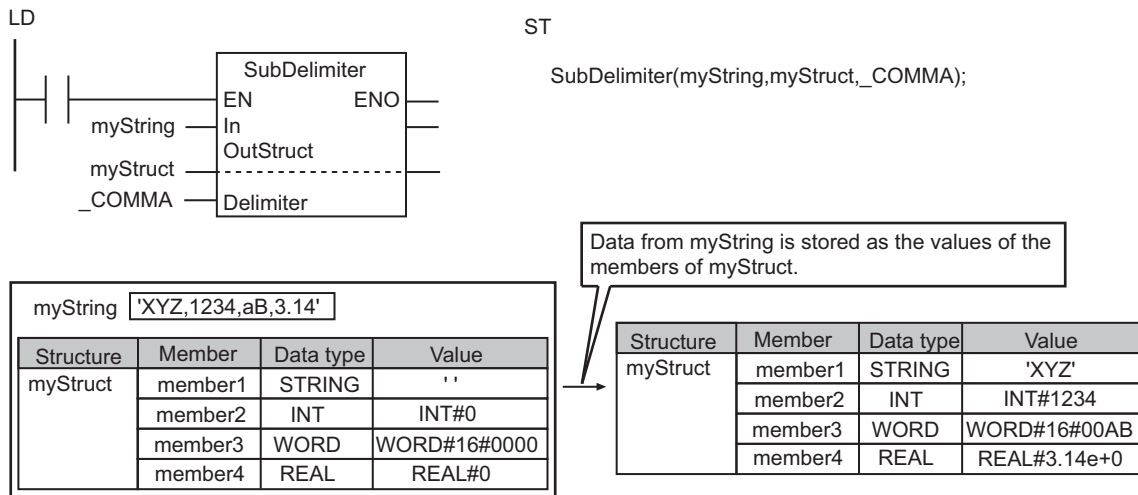 LD
ST
SubDelimiter
SubDelimiter(myString,myStruct,_COMMA);
EN ENO
myString In
OutStruct
myStruct
_COMMA Delimiter
Data from myString is stored as the values of the
members of myStruct.
myString 'XYZ,1234,aB,3.14'
Structure Member Data type Value
myStruct member1 STRING ' '
member2 INT INT#0
member3 WORD WORD#16#0000
member4 REAL REAL#0
Structure Member Data type Value
myStruct member1 STRING 'XYZ'
member2 INT INT#1234
member3 WORD WORD#16#00AB
member4 REAL REAL#3.14e+0